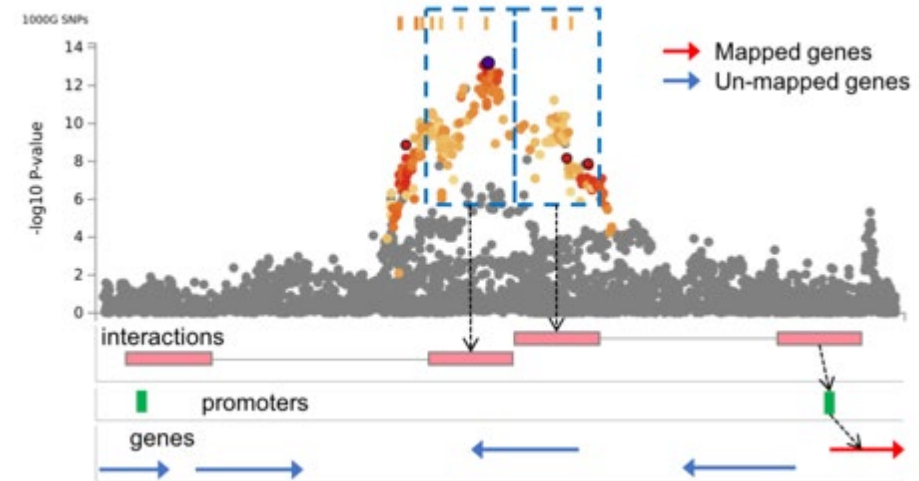 1000G SNPs
14
12
10
8
6
4
2
0
-log10 P-value
Mapped genes
Un-mapped genes
interactions
promoters
genes